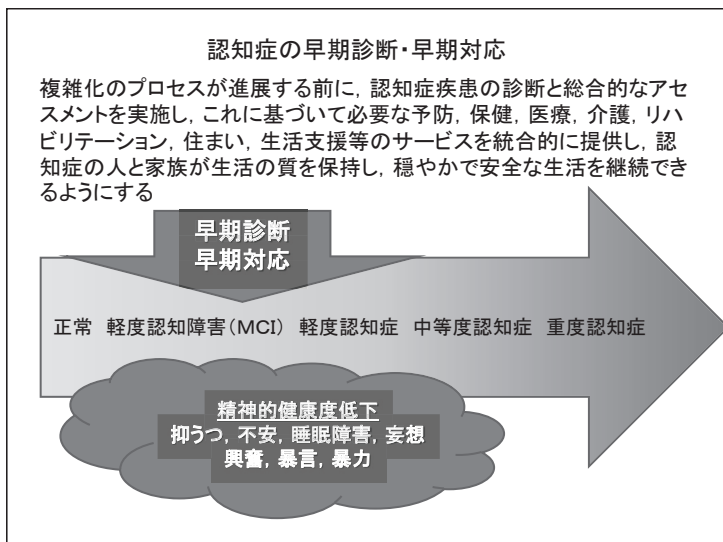 認知症の早期診断・早期対応
複雑化のプロセスが進展する前に，認知症疾患の診断と総合的なアセ
スメントを実施し，これに基づいて必要な予防，保健，医療，介護，リハ
ビリテーション，住まい，生活支援等のサービスを統合的に提供し，認
知症の人と家族が生活の質を保持し，穏やかで安全な生活を継続でき
るようにする
早期診断
早期対応
正常 軽度認知障害（MCI） 軽度認知症 中等度認知症 重度認知症
精神的健康度低下
抑うつ，不安，睡眠障害，妄想
興奮，暴言，暴力